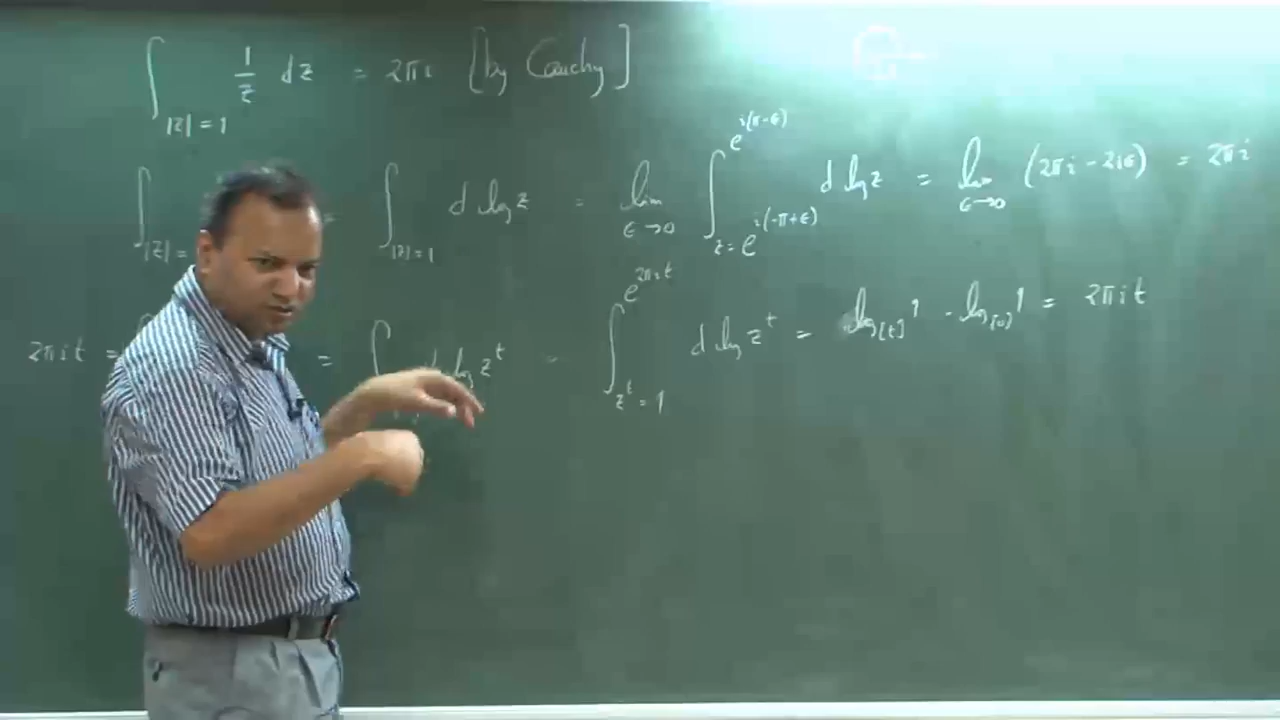 ∫_{|z|=1} 1/z dz = 2πi [by Cauchy]
∫_{|z|= = ∫_{|z|=1} d log z = lim_{ε→0} ∫_{z=e^{i(-π+ε)}}^{e^{i(π-ε)}} d log z = lim_{ε→0} (2πi - 2iε) = 2πi
2πit = = ∫ d log z^t = ∫_{z^t=1}^{e^{2πit}} d log z^t = log_{[t]} 1 - log_{[0]} 1 = 2πit